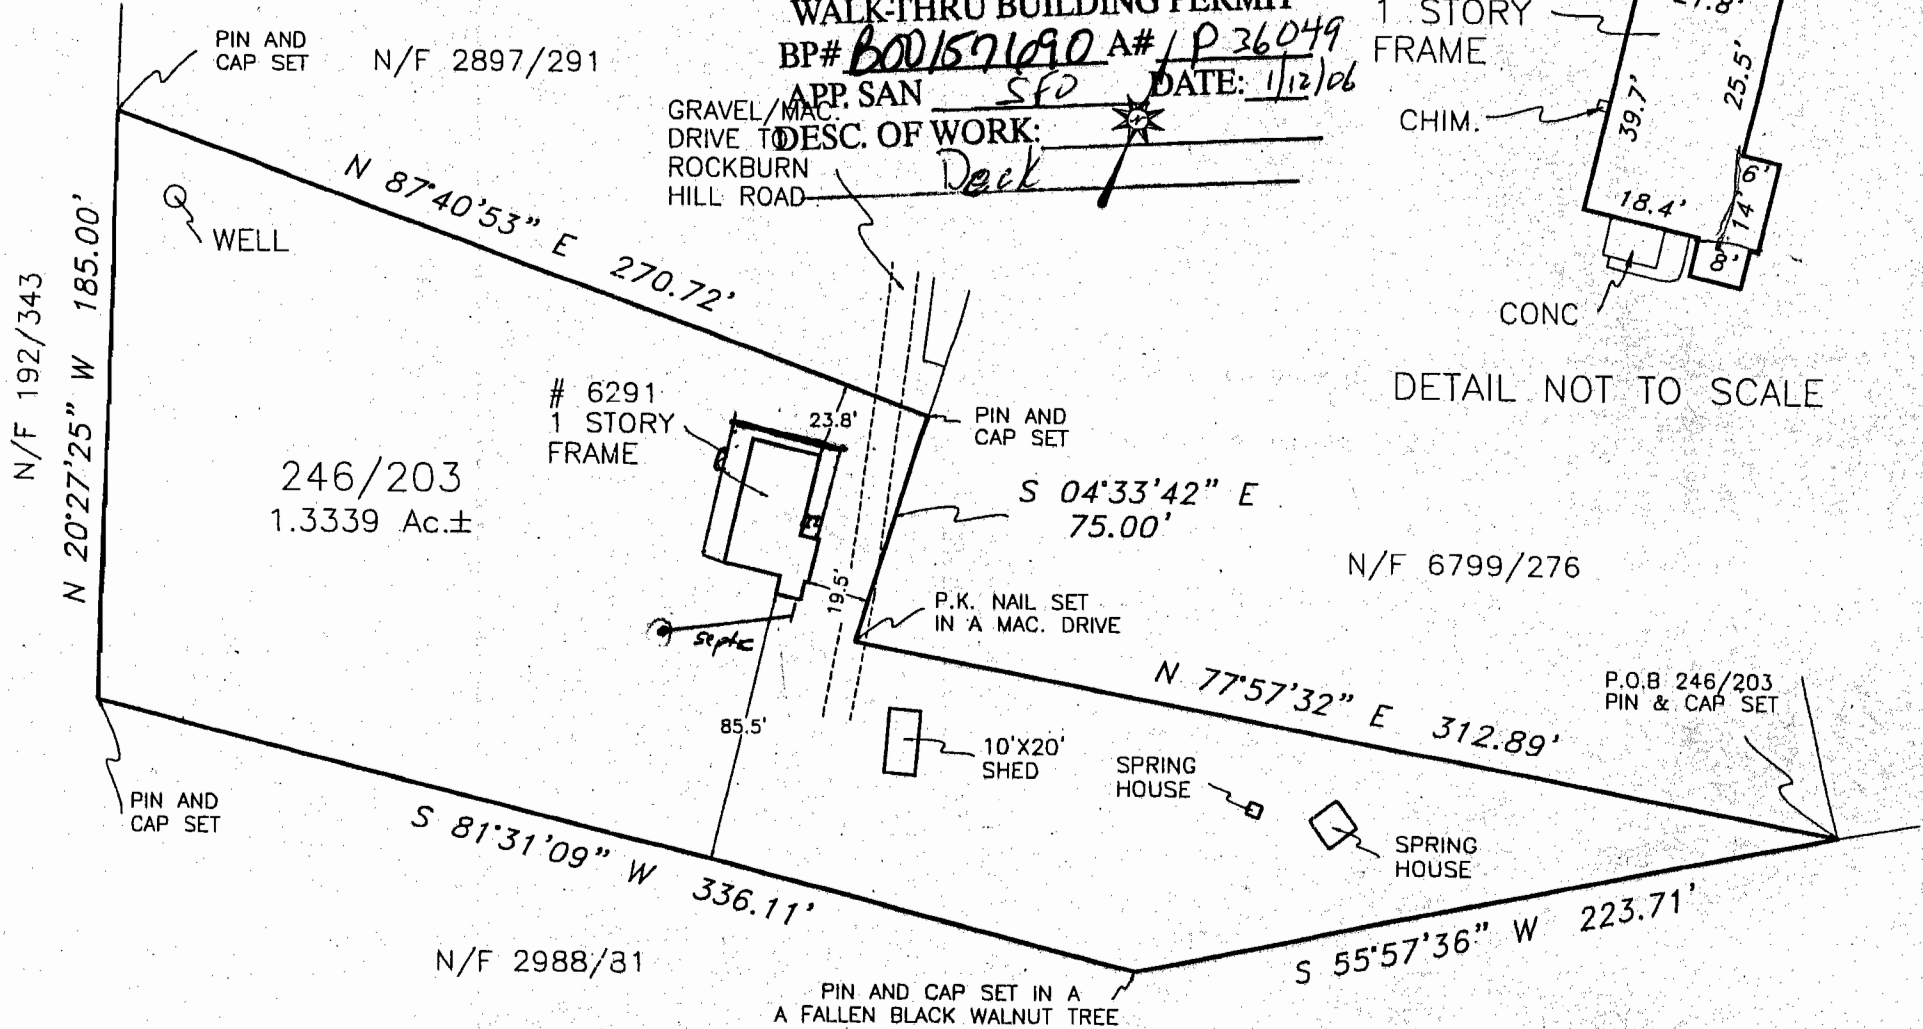 WALK-THRU BUILDING PERMIT
BP# B00157690 A# P 36049
APP. SAN SFO DATE: 1/12/06
DESC. OF WORK:
Deck
PIN AND
CAP SET
N/F 2897/291
GRAVEL/MAC.
DRIVE TO
ROCKBURN
HILL ROAD
1 STORY
FRAME
CHIM.
39.7'
25.5'
6'
14'
18.4'
8'
CONC
DETAIL NOT TO SCALE
N 87°40'53" E 270.72'
WELL
N/F 192/343
N 20°27'25" W 185.00'
# 6291
1 STORY
FRAME
23.8'
PIN AND
CAP SET
246/203
1.3339 Ac.±
S 04°33'42" E
75.00'
N/F 6799/276
19.5'
P.K. NAIL SET
IN A MAC. DRIVE
septic
N 77°57'32" E 312.89'
P.O.B 246/203
PIN & CAP SET
85.5'
10'X20'
SHED
SPRING
HOUSE
SPRING
HOUSE
PIN AND
CAP SET
S 81°31'09" W 336.11'
S 55°57'36" W 223.71'
N/F 2988/81
PIN AND CAP SET IN A
A FALLEN BLACK WALNUT TREE